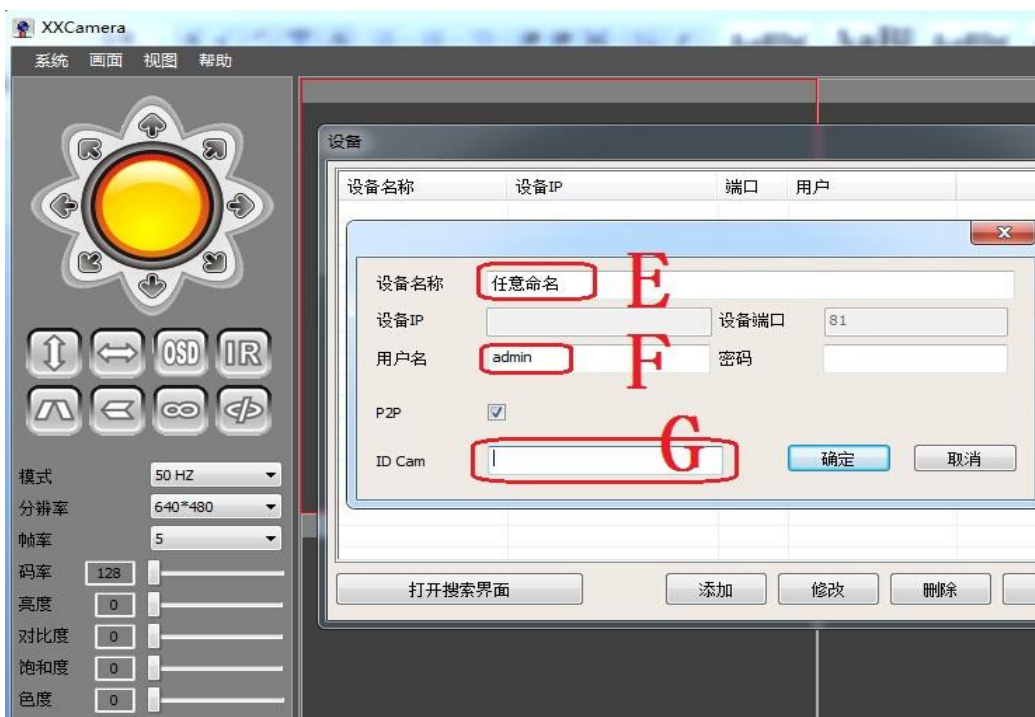 XXCamera
系统 画面 视图 帮助
设备
设备名称 设备IP 端口 用户
设备名称 任意命名 E
设备IP 设备端口 81
用户名 admin F 密码
P2P
G
ID Cam 确定 取消
打开搜索界面 添加 修改 删除
OSD IR
模式 50 HZ
分辨率 640*480
帧率 5
码率 128
亮度 0
对比度 0
饱和度 0
色度 0